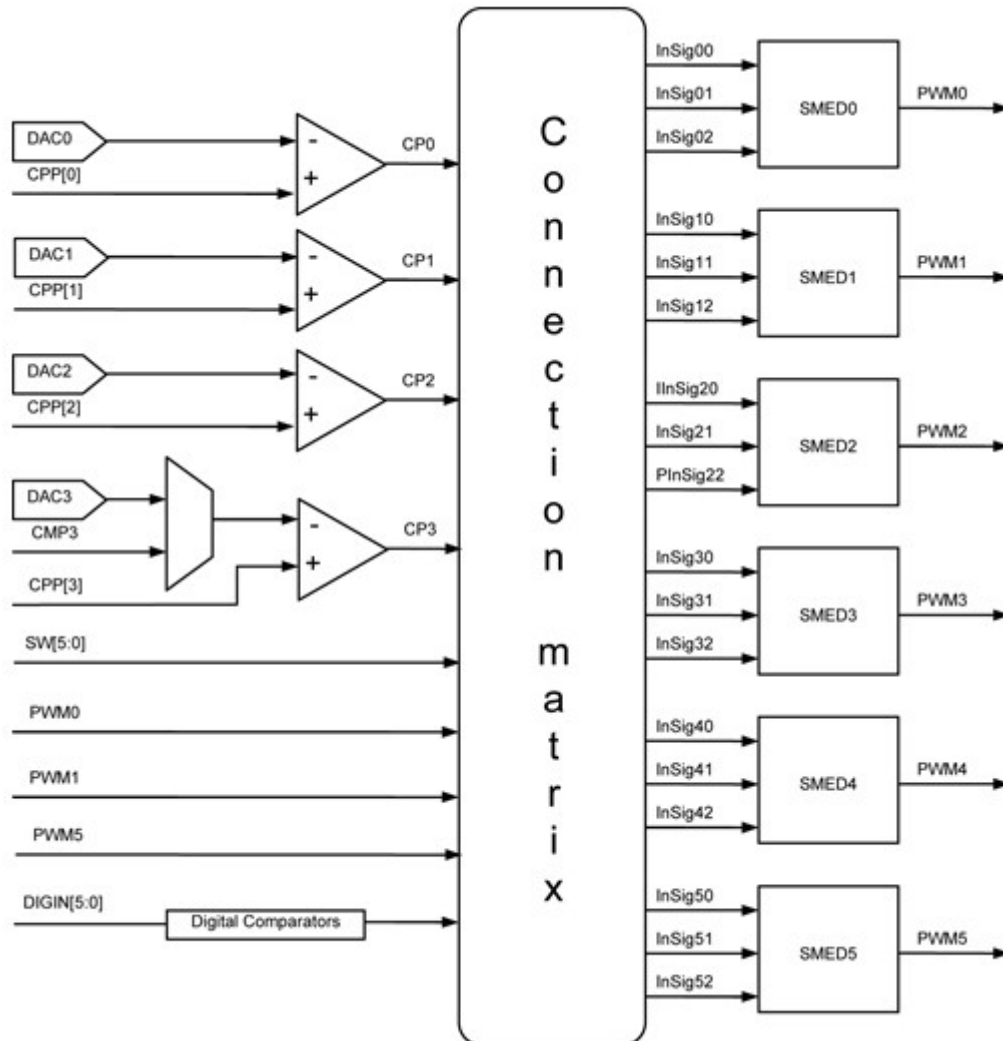 DAC0
CPP[0]
-
+
CP0
DAC1
CPP[1]
-
+
CP1
DAC2
CPP[2]
-
+
CP2
DAC3
CMP3
CPP[3]
-
+
CP3
SW[5:0]
PWM0
PWM1
PWM5
DIGIN[5:0]
Digital Comparators
Connection matrix
InSig00
InSig01
InSig02
SMED0
PWM0
InSig10
InSig11
InSig12
SMED1
PWM1
IInSig20
InSig21
PInSig22
SMED2
PWM2
InSig30
InSig31
InSig32
SMED3
PWM3
InSig40
InSig41
InSig42
SMED4
PWM4
InSig50
InSig51
InSig52
SMED5
PWM5